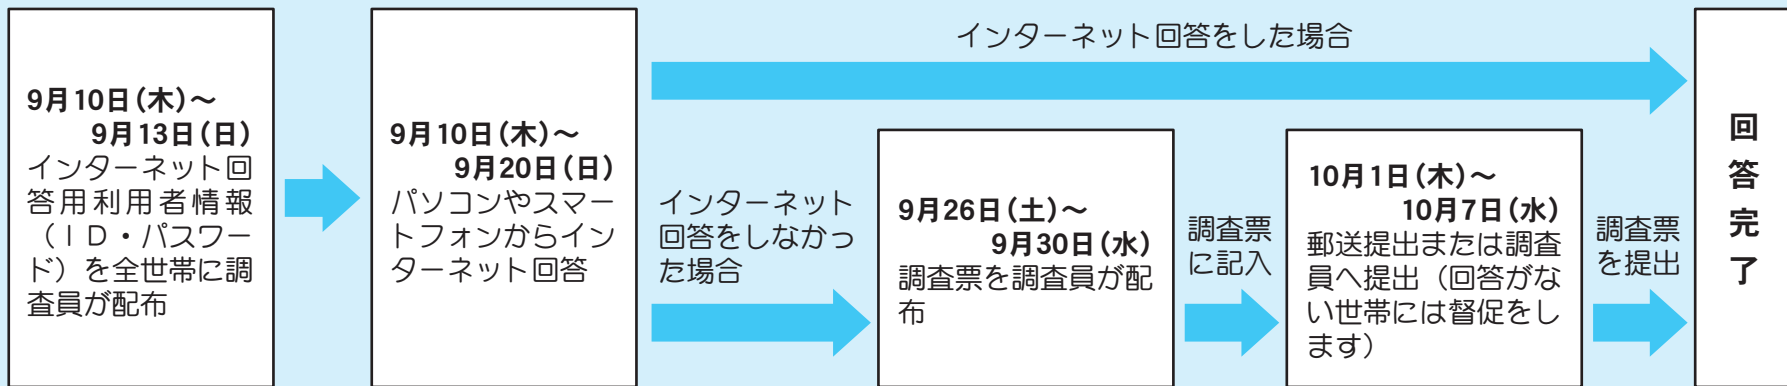 9月10日(木)～
9月13日(日)
インターネット回
答用利用者情報
(ID・パスワー
ド)を全世帯に調
査員が配布
9月10日(木)～
9月20日(日)
パソコンやスマー
トフォンからイン
ターネット回答
インターネット回答をした場合
インターネット
回答をしなかっ
た場合
9月26日(土)～
9月30日(水)
調査票を調査員が配
布
調査票
に記入
10月1日(木)～
10月7日(水)
郵送提出または調査
員へ提出(回答がな
い世帯には督促をし
ます)
調査票
を提出
回
答
完
了